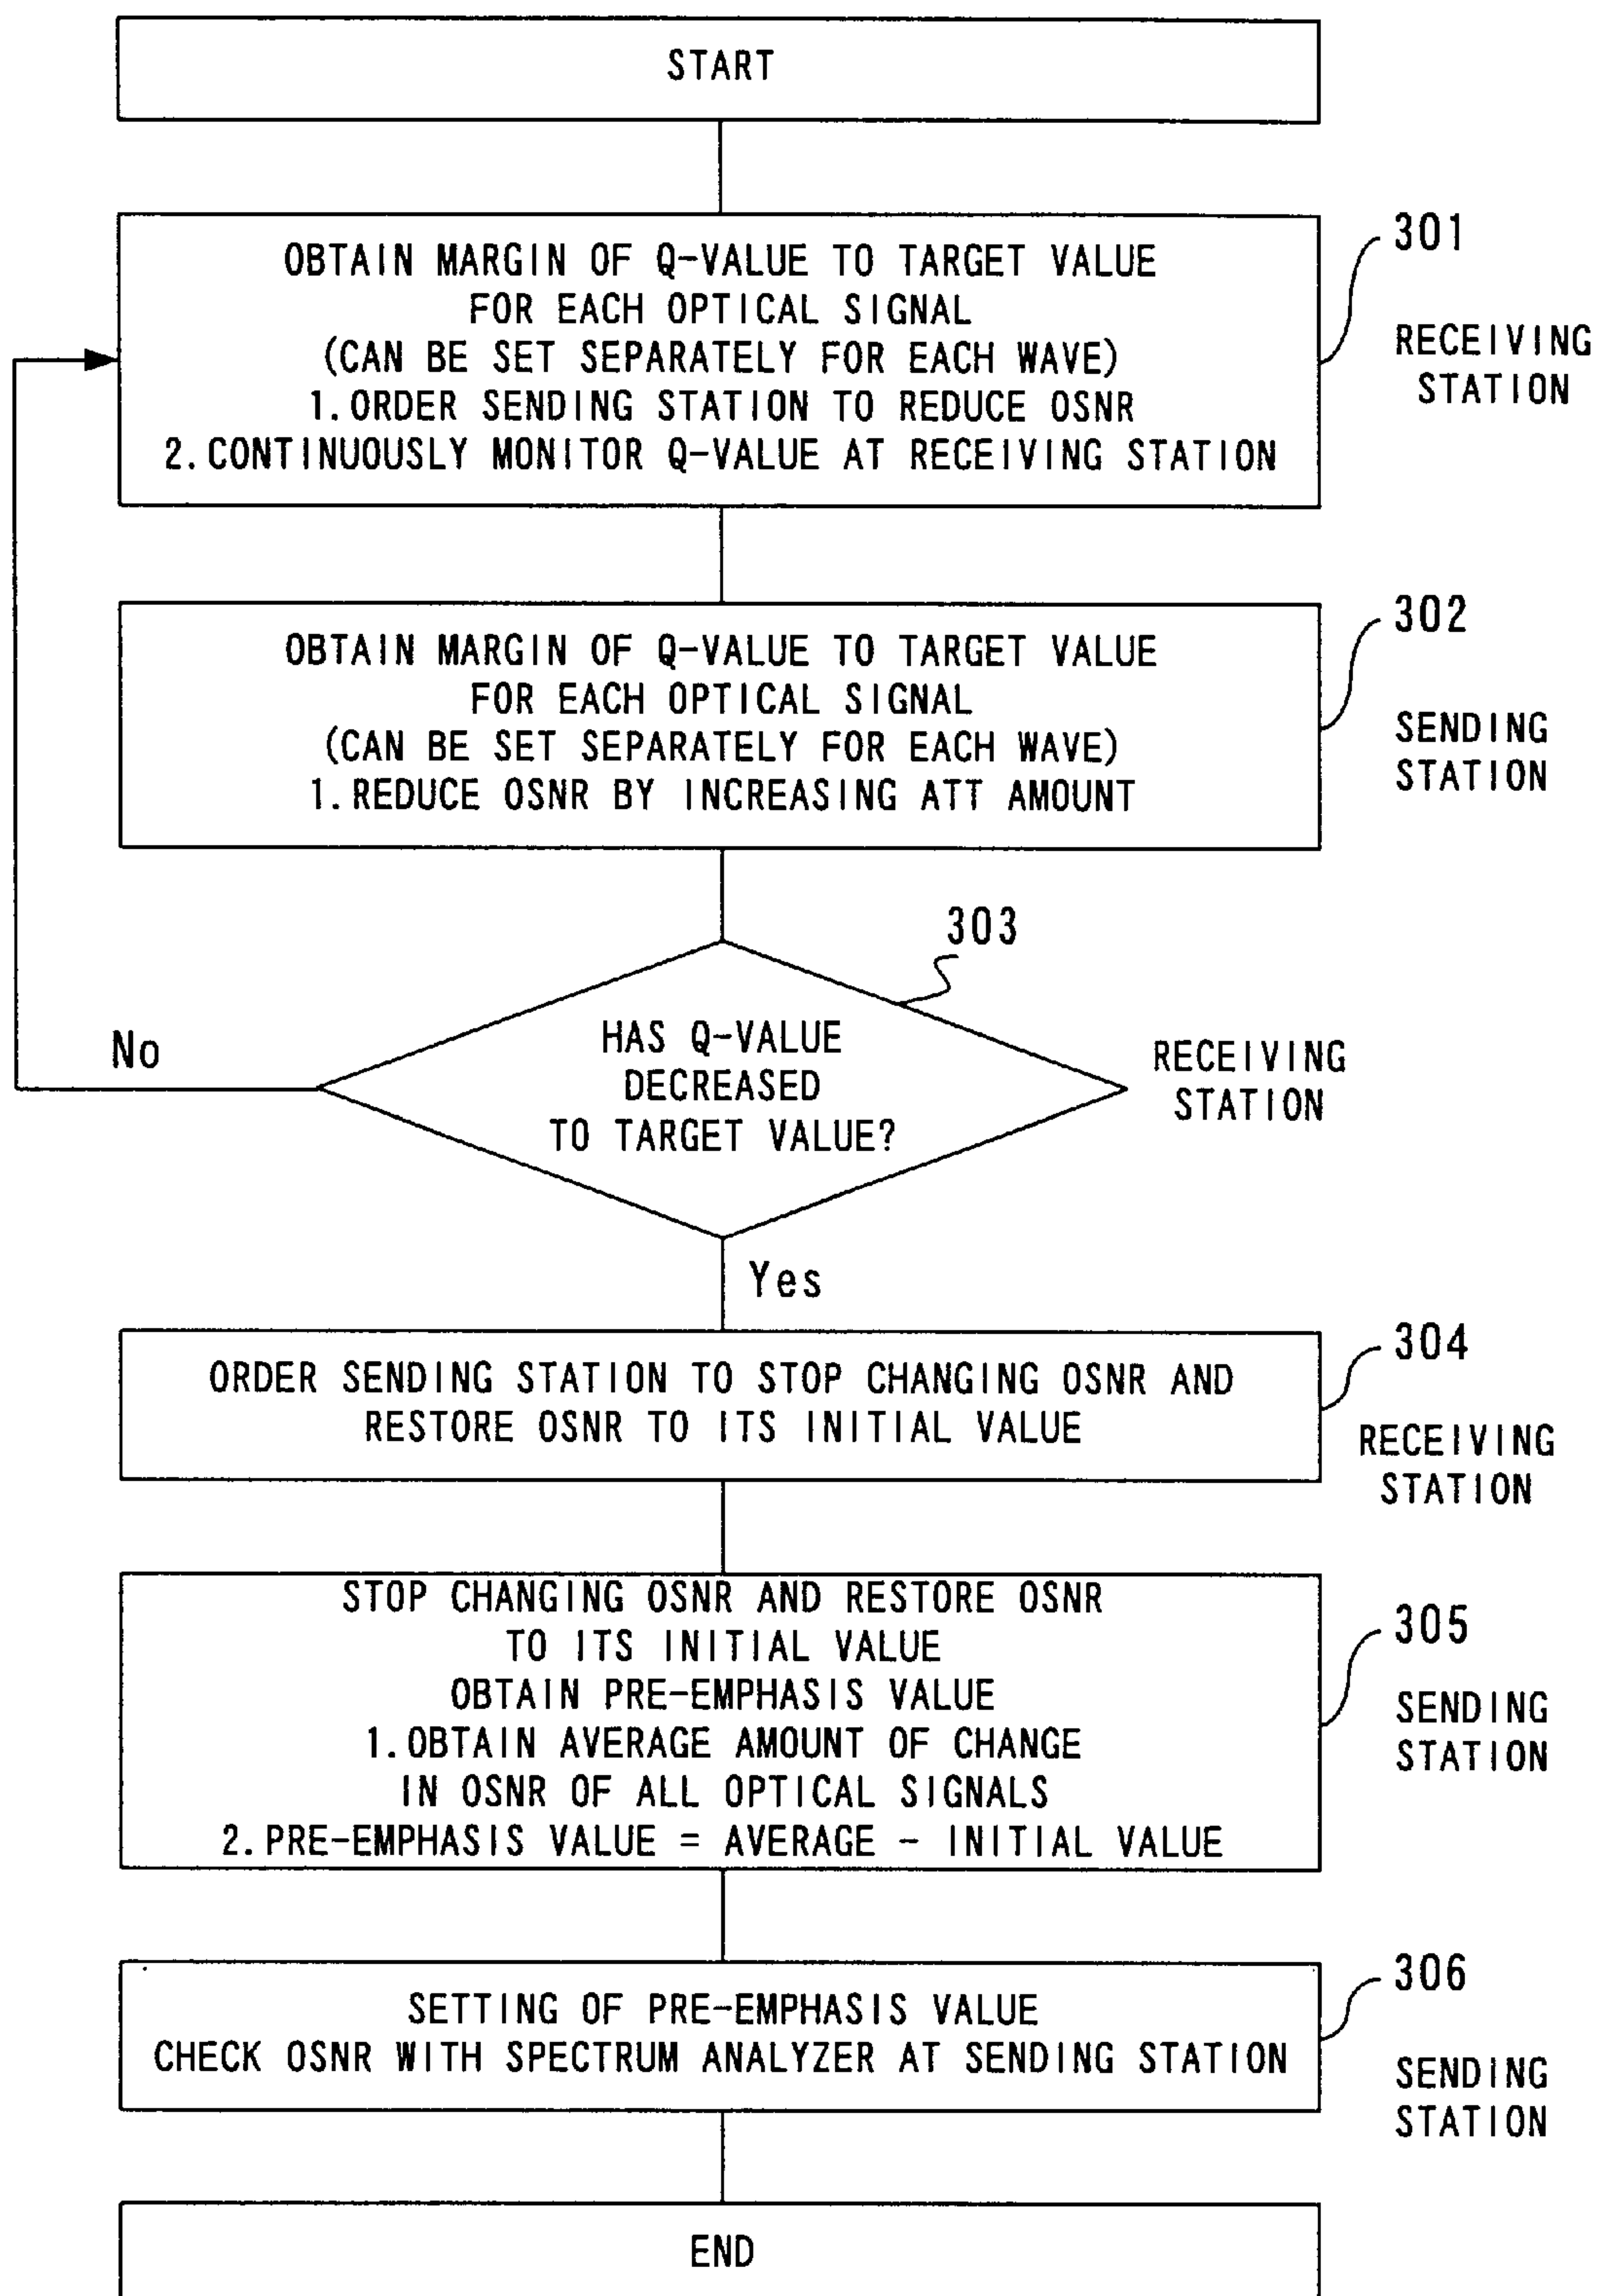 START
301
OBTAIN MARGIN OF Q-VALUE TO TARGET VALUE
FOR EACH OPTICAL SIGNAL
(CAN BE SET SEPARATELY FOR EACH WAVE)
1. ORDER SENDING STATION TO REDUCE OSNR
2. CONTINUOUSLY MONITOR Q-VALUE AT RECEIVING STATION
RECEIVING
STATION
302
OBTAIN MARGIN OF Q-VALUE TO TARGET VALUE
FOR EACH OPTICAL SIGNAL
(CAN BE SET SEPARATELY FOR EACH WAVE)
1. REDUCE OSNR BY INCREASING ATT AMOUNT
SENDING
STATION
303
HAS Q-VALUE
DECREASED
TO TARGET VALUE?
RECEIVING
STATION
No
Yes
304
ORDER SENDING STATION TO STOP CHANGING OSNR AND
RESTORE OSNR TO ITS INITIAL VALUE
RECEIVING
STATION
STOP CHANGING OSNR AND RESTORE OSNR
TO ITS INITIAL VALUE
OBTAIN PRE-EMPHASIS VALUE
1. OBTAIN AVERAGE AMOUNT OF CHANGE
IN OSNR OF ALL OPTICAL SIGNALS
2. PRE-EMPHASIS VALUE = AVERAGE - INITIAL VALUE
305
SENDING
STATION
306
SETTING OF PRE-EMPHASIS VALUE
CHECK OSNR WITH SPECTRUM ANALYZER AT SENDING STATION
SENDING
STATION
END